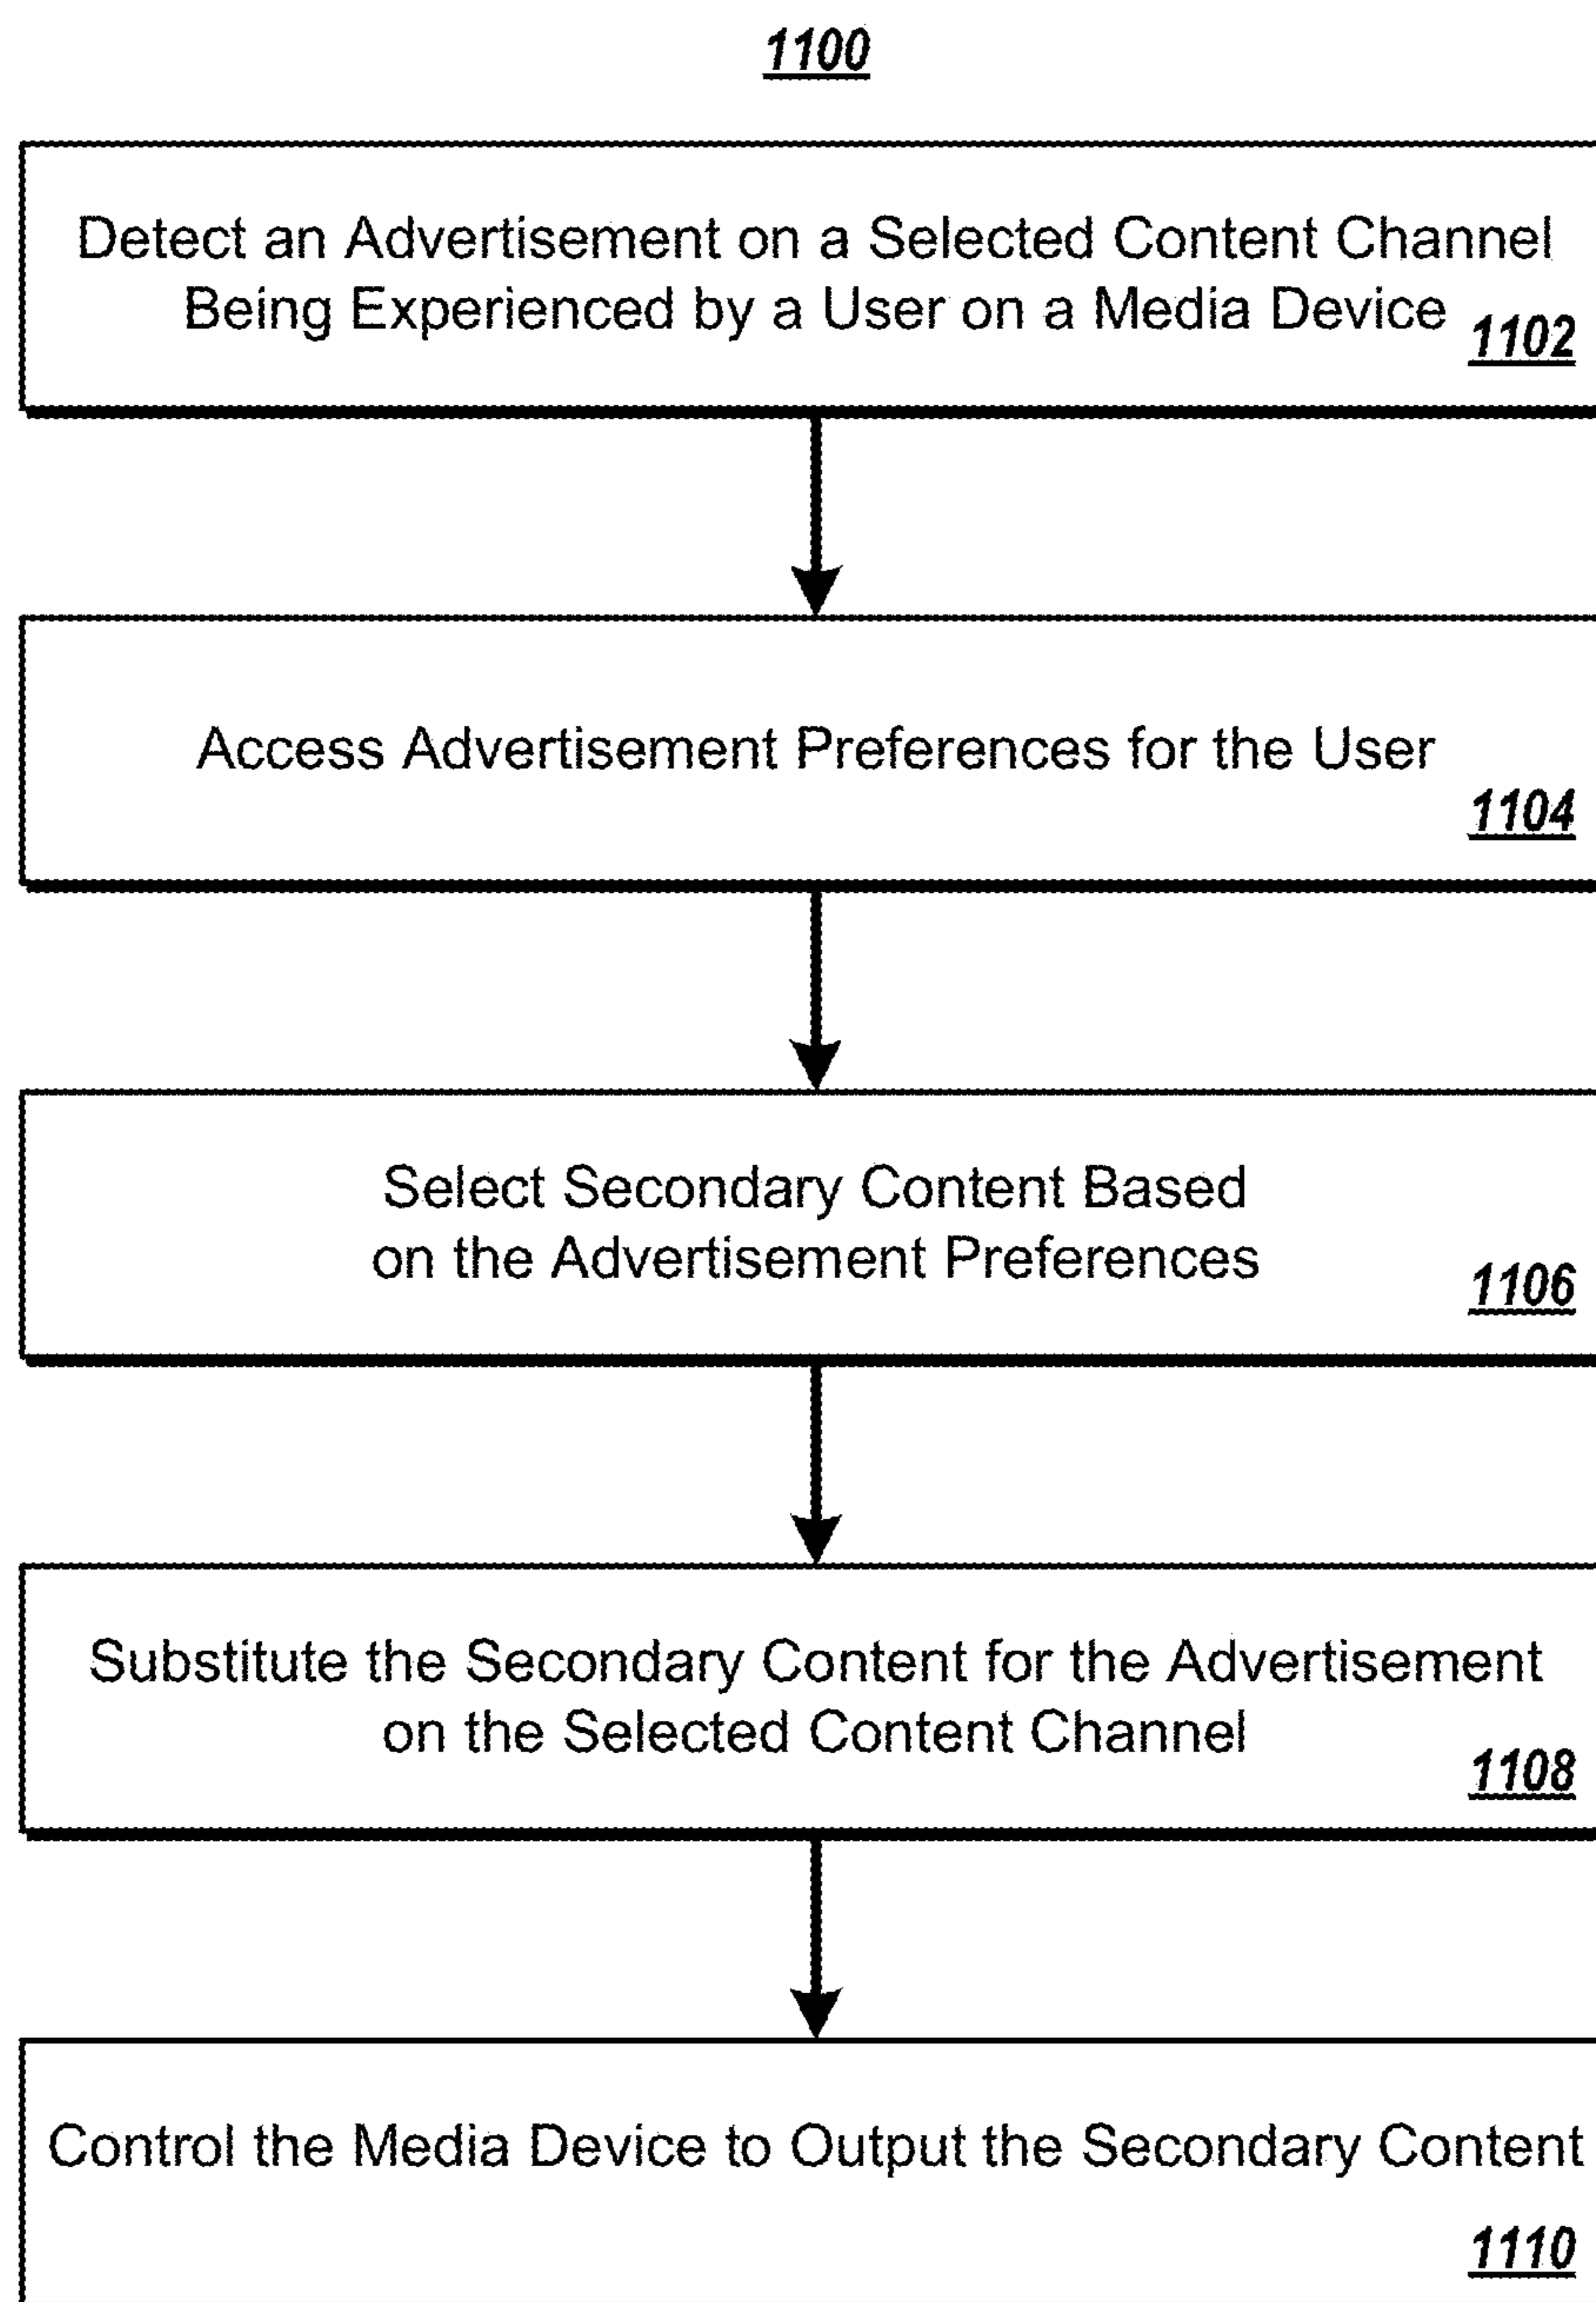 1100
Detect an Advertisement on a Selected Content Channel
Being Experienced by a User on a Media Device
1102
Access Advertisement Preferences for the User
1104
Select Secondary Content Based
on the Advertisement Preferences
1106
Substitute the Secondary Content for the Advertisement
on the Selected Content Channel
1108
Control the Media Device to Output the Secondary Content
1110